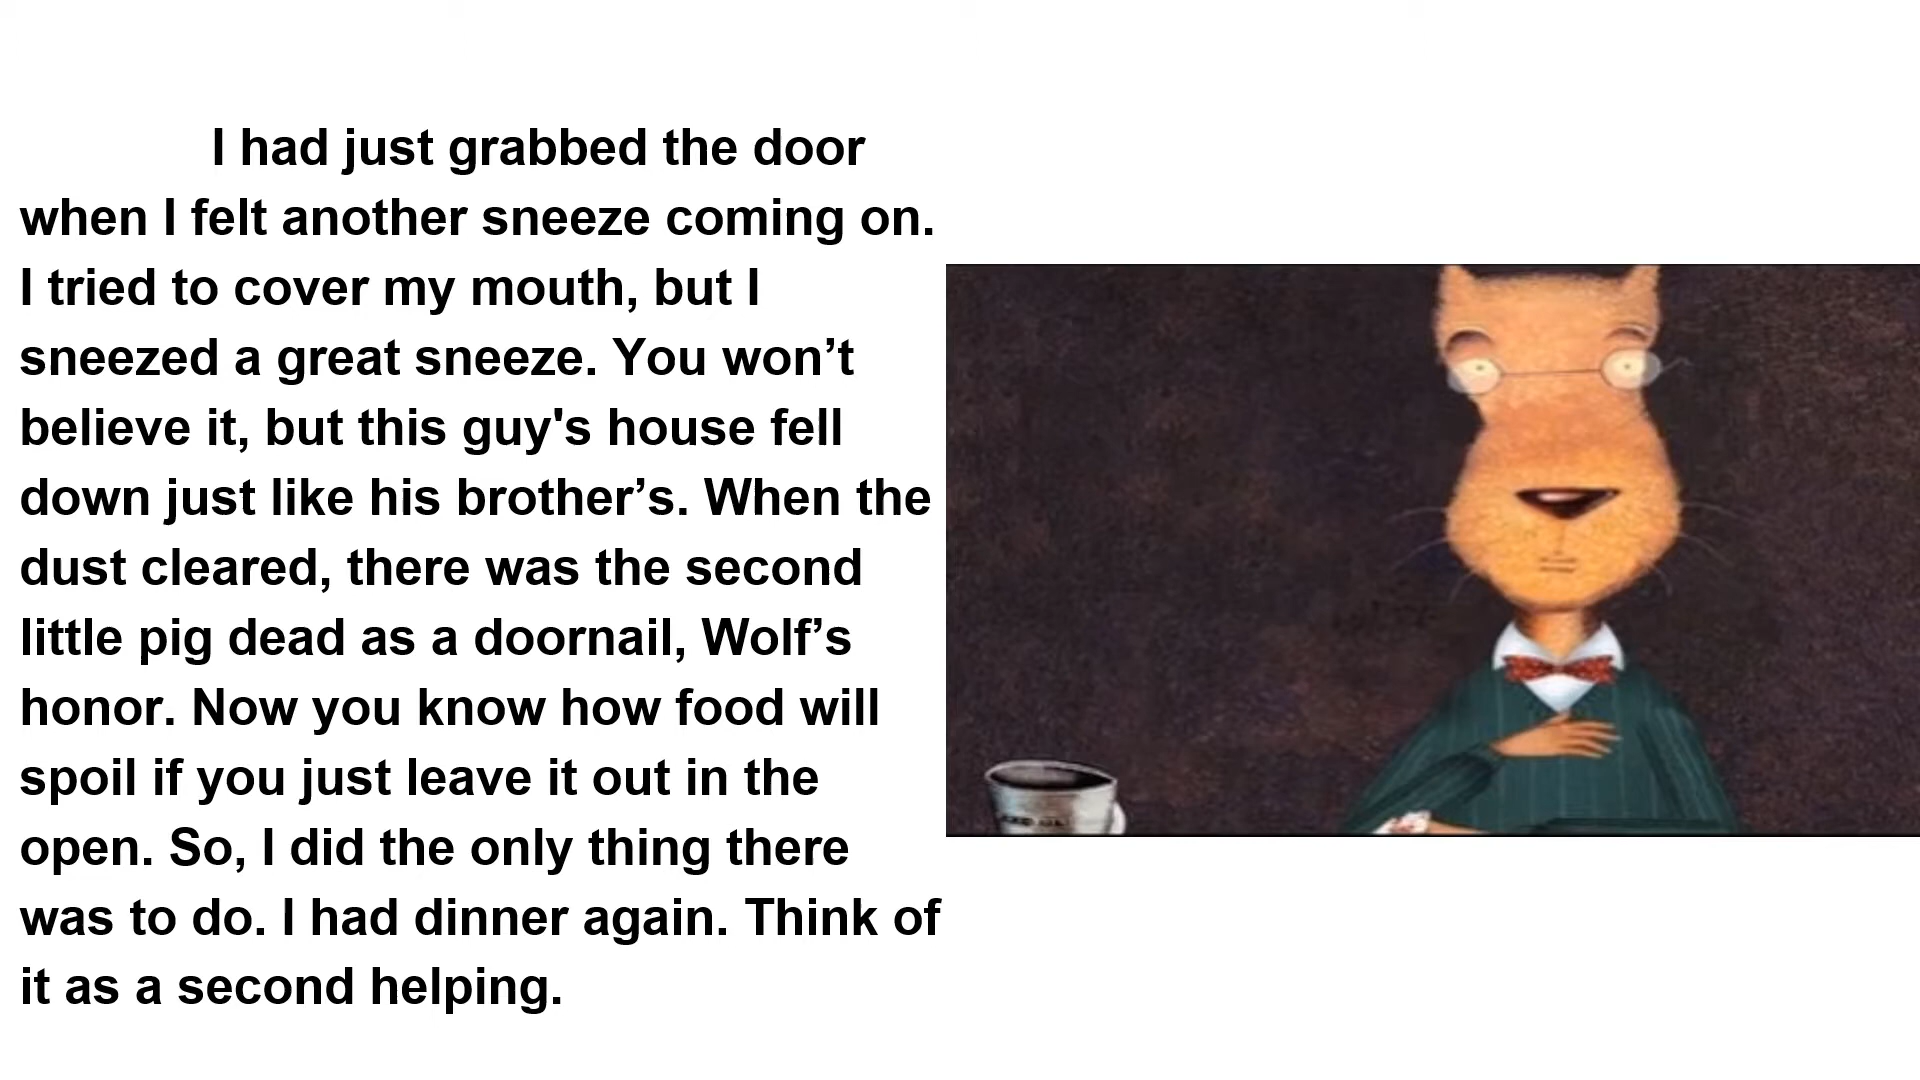 I had just grabbed the door
when I felt another sneeze coming on.
I tried to cover my mouth, but I
sneezed a great sneeze. You won’t
believe it, but this guy's house fell
down just like his brother’s. When the
dust cleared, there was the second
little pig dead as a doornail, Wolf’s
honor. Now you know how food will
spoil if you just leave it out in the
open. So, I did the only thing there
was to do. I had dinner again. Think of
it as a second helping.